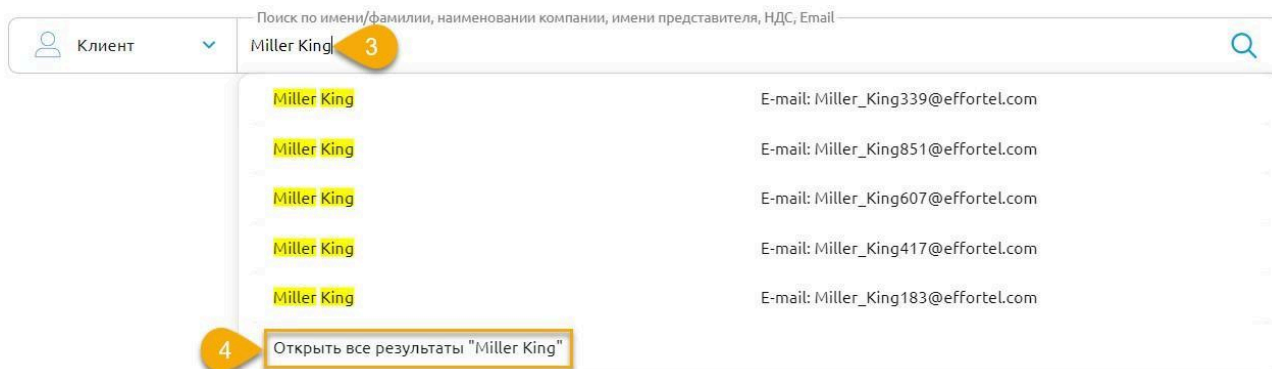 Поиск по имени/фамилии, наименовании компании, имени представителя, НДС, Email
Клиент Miller King 3
Miller King E-mail: Miller_King339@effortel.com
Miller King E-mail: Miller_King851@effortel.com
Miller King E-mail: Miller_King607@effortel.com
Miller King E-mail: Miller_King417@effortel.com
Miller King E-mail: Miller_King183@effortel.com
4 Открыть все результаты "Miller King"